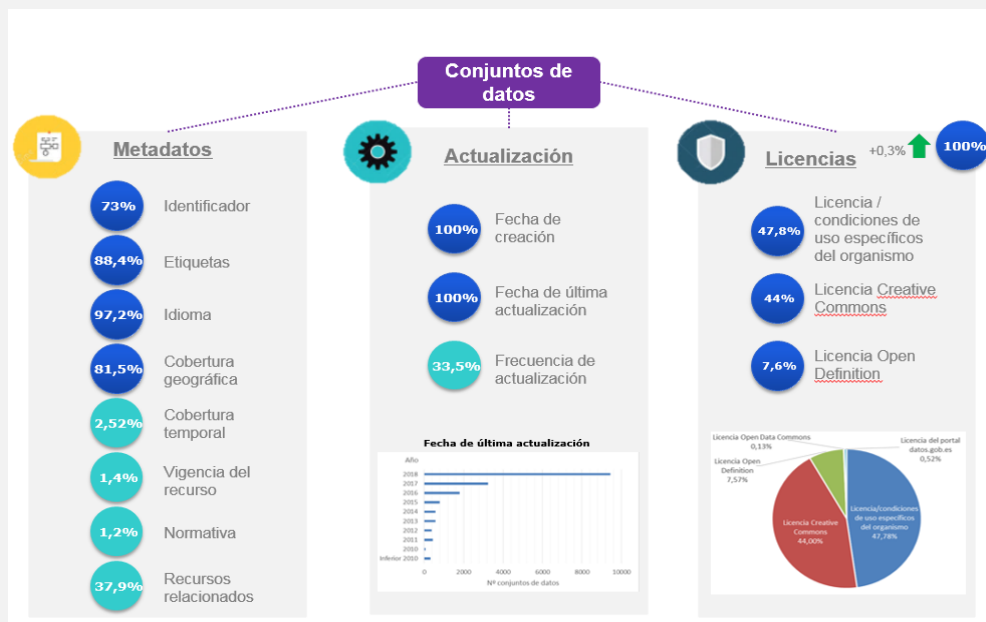 Conjuntos de
datos
Metadatos
73%
Identificador
88,4%
Etiquetas
97,2%
Idioma
81,5%
Cobertura
geográfica
2,52%
Cobertura
temporal
1,4%
Vigencia del
recurso
1,2%
Normativa
37,9%
Recursos
relacionados
Actualización
100%
Fecha de
creación
100%
Fecha de última
actualización
33,5%
Frecuencia de
actualización
Fecha de última actualización
Año
2018
2017
2016
2015
2014
2013
2012
2011
2010
Inferior 2010
0 2000 4000 6000 8000 10000
Nº conjuntos de datos
Licencias
+0,3%
100%
47,8%
Licencia /
condiciones de
uso específicos
del organismo
44%
Licencia Creative
Commons
7,6%
Licencia Open
Definition
Licencia Open Data Commons
0,13%
Licencia del portal
datos.gob.es
0,52%
Licencia Open
Definition
7,57%
Licencia Creative
Commons
44,00%
Licencia/condiciones
de uso específicos
del organismo
47,78%